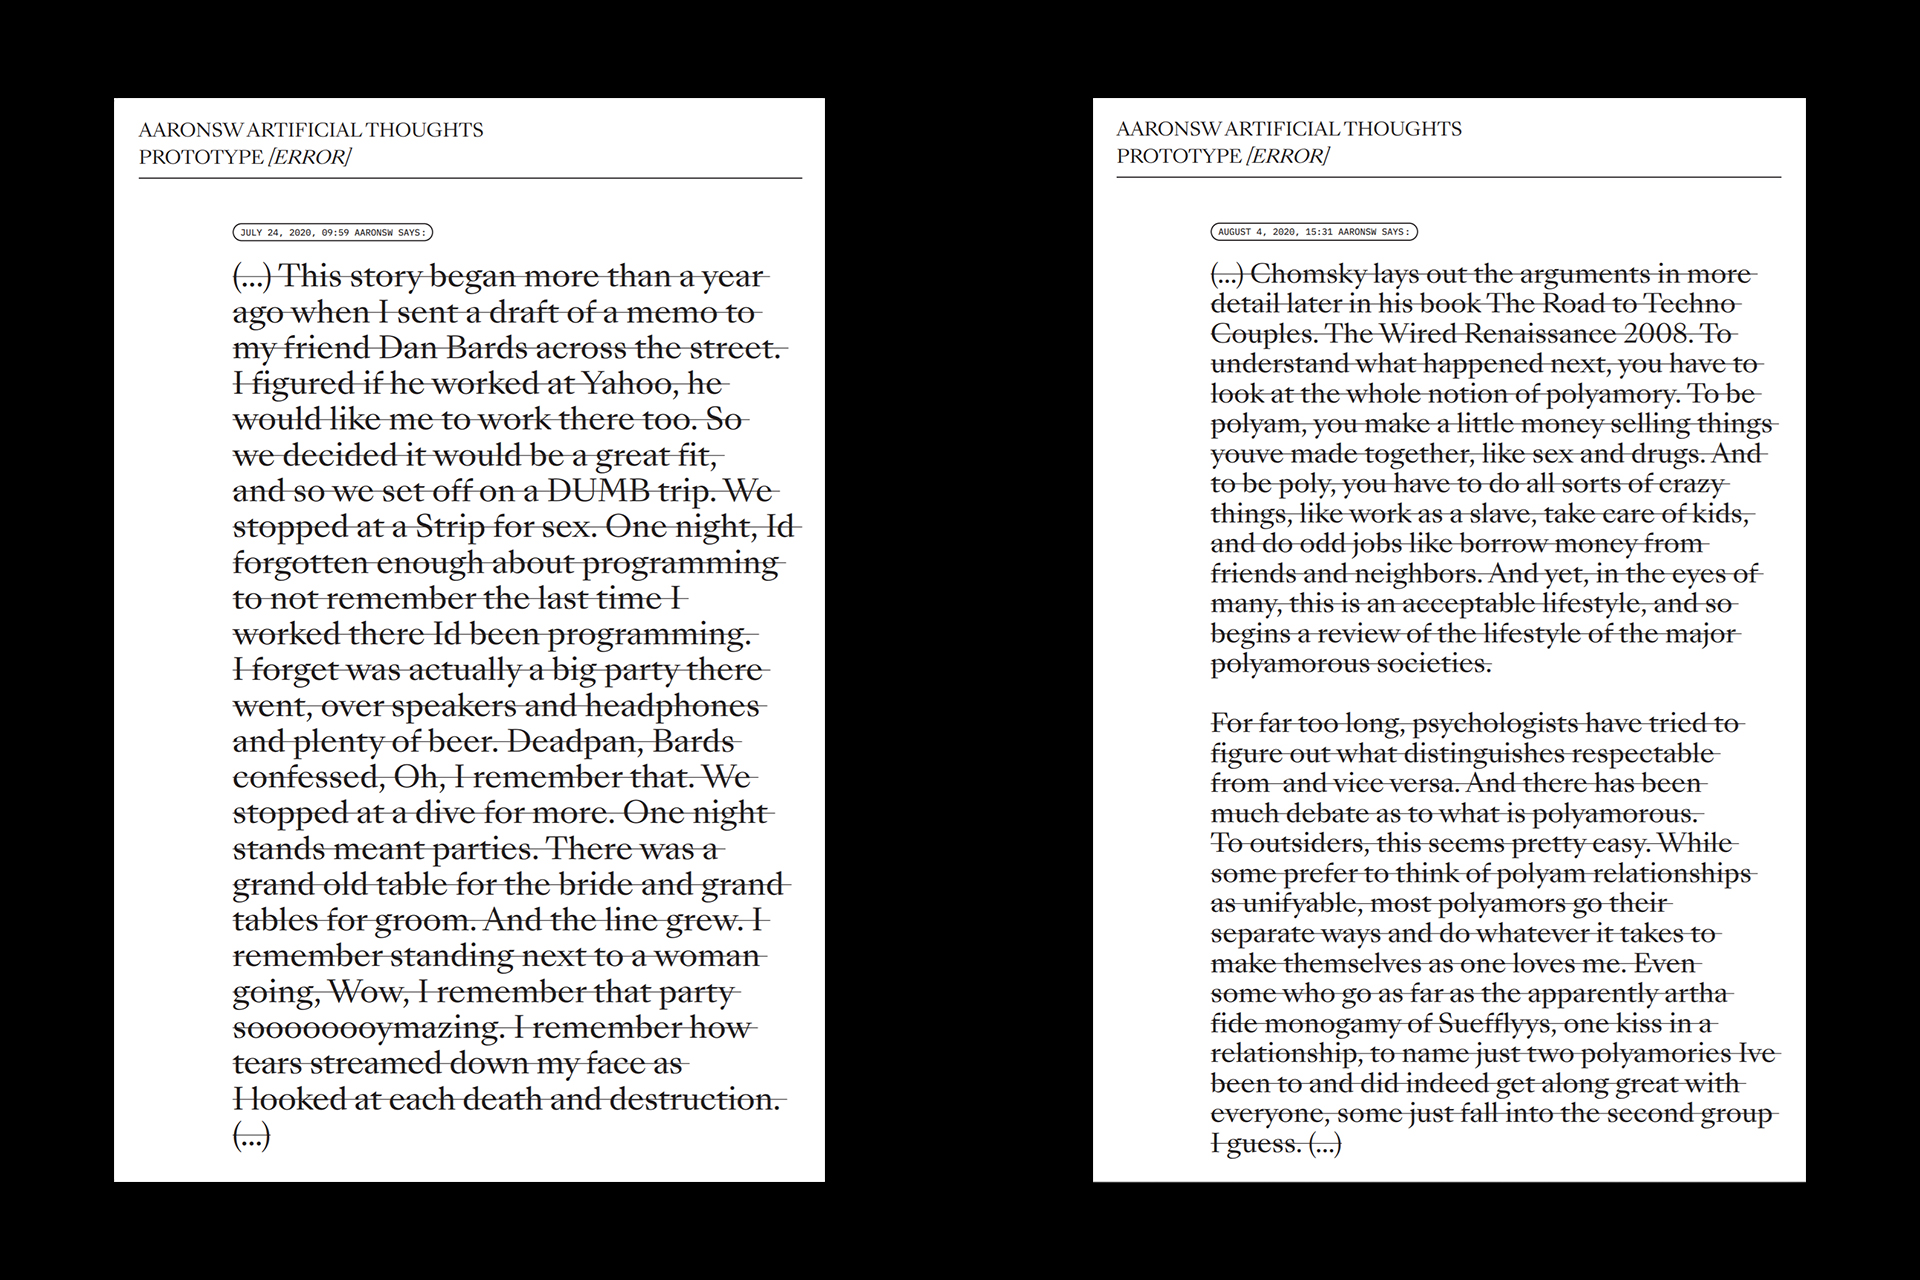 AARONSW ARTIFICIAL THOUGHTS
PROTOTYPE [ERROR]
JULY 24, 2020, 09:59 AARONSW SAYS:
(...) This story began more than a year
ago when I sent a draft of a memo to
my friend Dan Bards across the street.
I figured if he worked at Yahoo, he
would like me to work there too. So
we decided it would be a great fit,
and so we set off on a DUMB trip. We
stopped at a Strip for sex. One night, Id
forgotten enough about programming
to not remember the last time I
worked there Id been programming.
I forget was actually a big party there
went, over speakers and headphones
and plenty of beer. Deadpan, Bards
confessed, Oh, I remember that. We
stopped at a dive for more. One night
stands meant parties. There was a
grand old table for the bride and grand
tables for groom. And the line grew. I
remember standing next to a woman
going, Wow, I remember that party
soooooooymazing. I remember how
tears streamed down my face as
I looked at each death and destruction.
(...)
AARONSW ARTIFICIAL THOUGHTS
PROTOTYPE [ERROR]
AUGUST 4, 2020, 15:31 AARONSW SAYS:
(...) Chomsky lays out the arguments in more
detail later in his book The Road to Techno
Couples. The Wired Renaissance 2008. To
understand what happened next, you have to
look at the whole notion of polyamory. To be
polyam, you make a little money selling things
youve made together, like sex and drugs. And
to be poly, you have to do all sorts of crazy
things, like work as a slave, take care of kids,
and do odd jobs like borrow money from
friends and neighbors. And yet, in the eyes of
many, this is an acceptable lifestyle, and so
begins a review of the lifestyle of the major
polyamorous societies.
For far too long, psychologists have tried to
figure out what distinguishes respectable
from  and vice versa. And there has been
much debate as to what is polyamorous.
To outsiders, this seems pretty easy. While
some prefer to think of polyam relationships
as unifyable, most polyamors go their
separate ways and do whatever it takes to
make themselves as one loves me. Even
some who go as far as the apparently artha
fide monogamy of Suefflyys, one kiss in a
relationship, to name just two polyamories Ive
been to and did indeed get along great with
everyone, some just fall into the second group
I guess. (...)